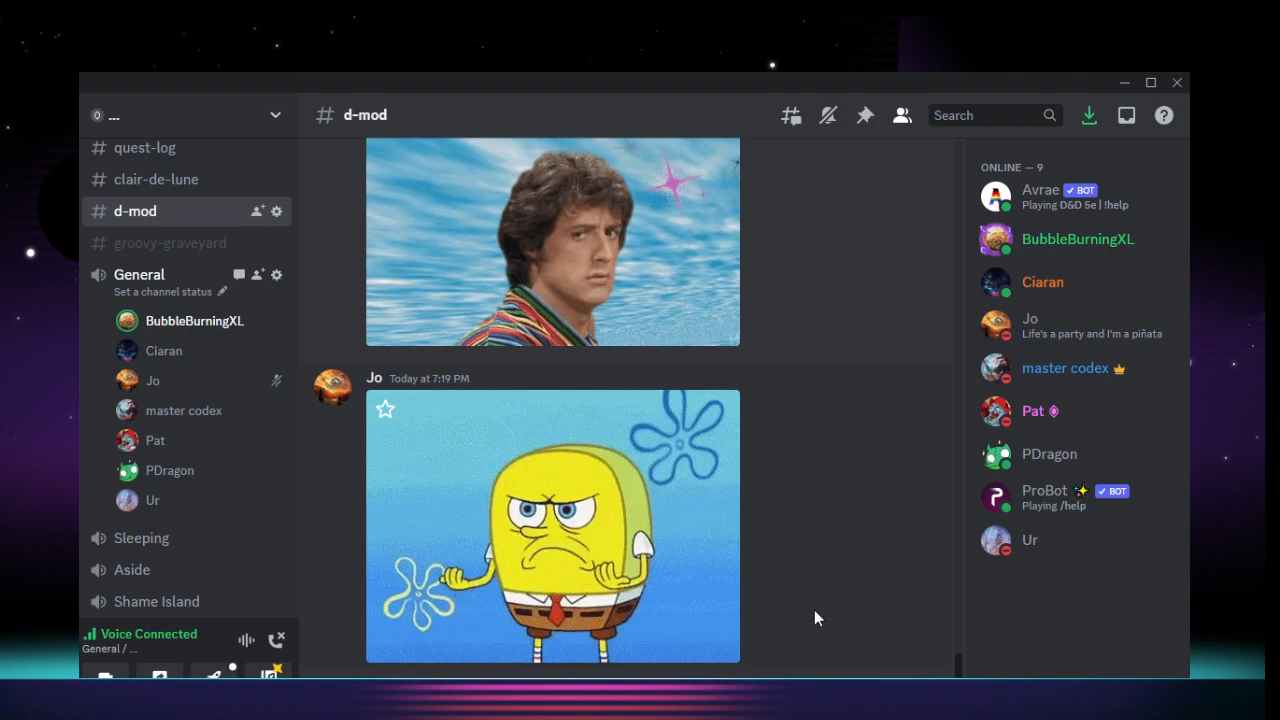 ...
quest-log
clair-de-lune
d-mod
groovy-graveyard
General
Set a channel status
BubbleBurningXL
Ciaran
Jo
master codex
Pat
PDragon
Ur
Sleeping
Aside
Shame Island
Voice Connected
General / ...
d-mod
Search
Jo Today at 7:19 PM
ONLINE — 9
Avrae BOT
Playing D&D 5e | !help
BubbleBurningXL
Ciaran
Jo
Life's a party and I'm a piñata
master codex
Pat
PDragon
ProBot BOT
Playing /help
Ur